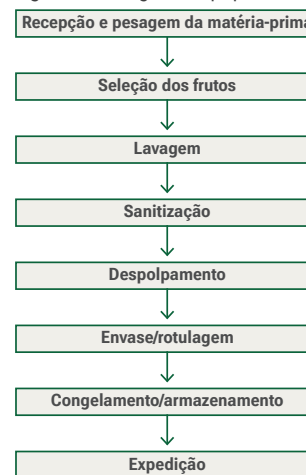 Recepção e pesagem da matéria-prima
Seleção dos frutos
Lavagem
Sanitização
Despolpamento
Envase/rotulagem
Congelamento/armazenamento
Expedição